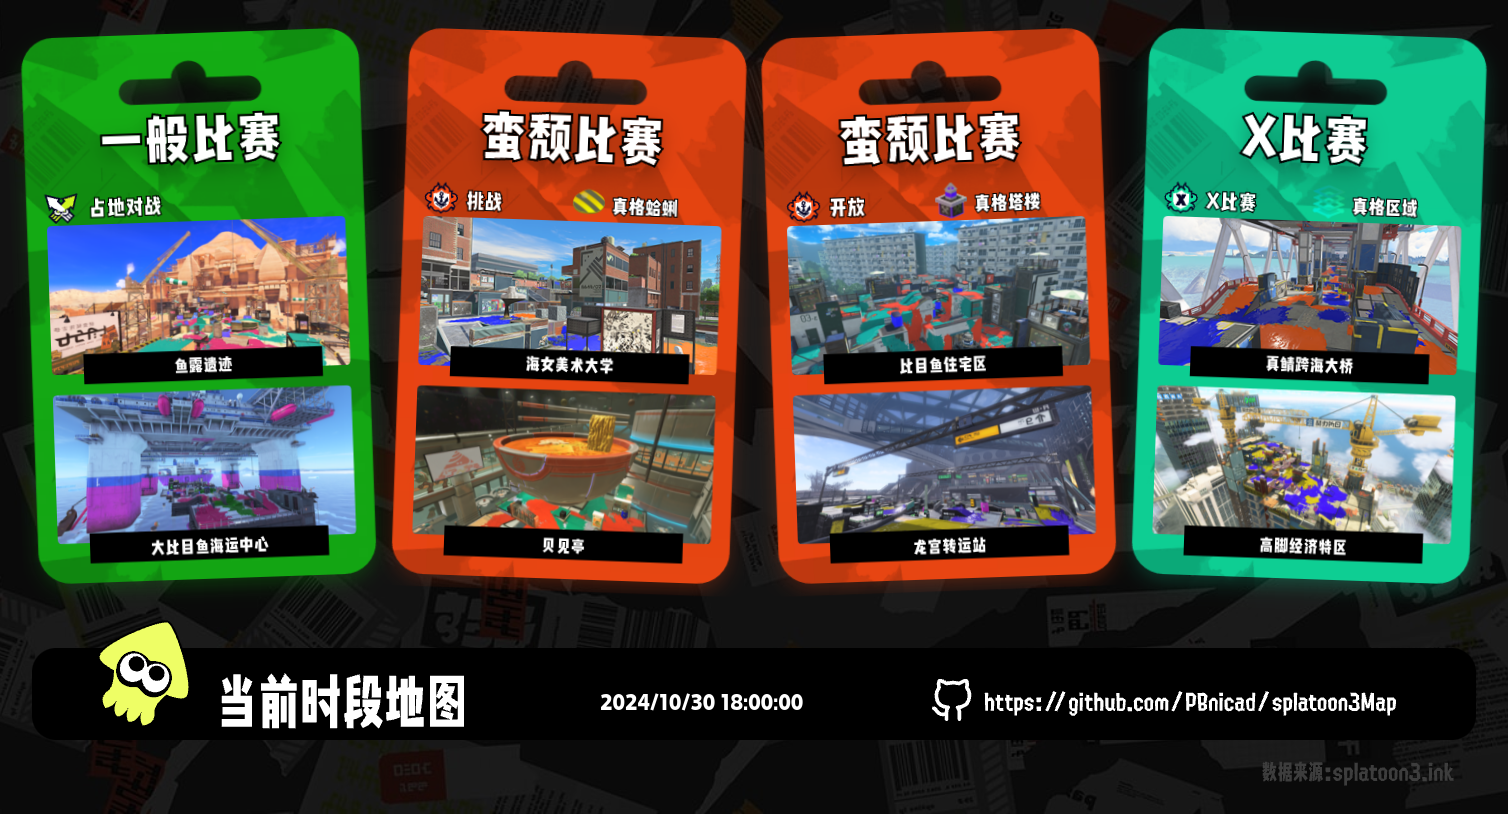 一般比赛
占地对战
鱼露遗迹
大比目鱼海运中心
蛮颓比赛
挑战
真格蛤蜊
海女美术大学
贝见亭
蛮颓比赛
开放
真格塔楼
比目鱼住宅区
龙宫转运站
X比赛
X比赛
真格区域
真鲭跨海大桥
高脚经济特区
当前时段地图
2024/10/30 18:00:00
https://github.com/PBnicad/splatoon3Map
数据来源:splatoon3.ink